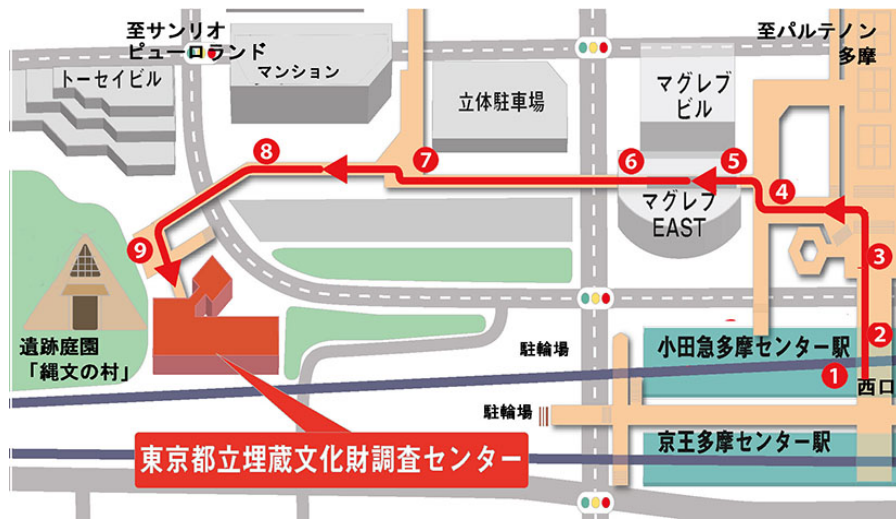 至サンリオ
ピューロランド
至パルテノン
多摩
トーセイビル
マンション
立体駐車場
マグレブ
ビル
8
7
6
5
4
マグレブ
EAST
9
3
遺跡庭園
「縄文の村」
駐輪場
小田急多摩センター駅
2
1
西口
駐輪場
京王多摩センター駅
東京都立埋蔵文化財調査センター